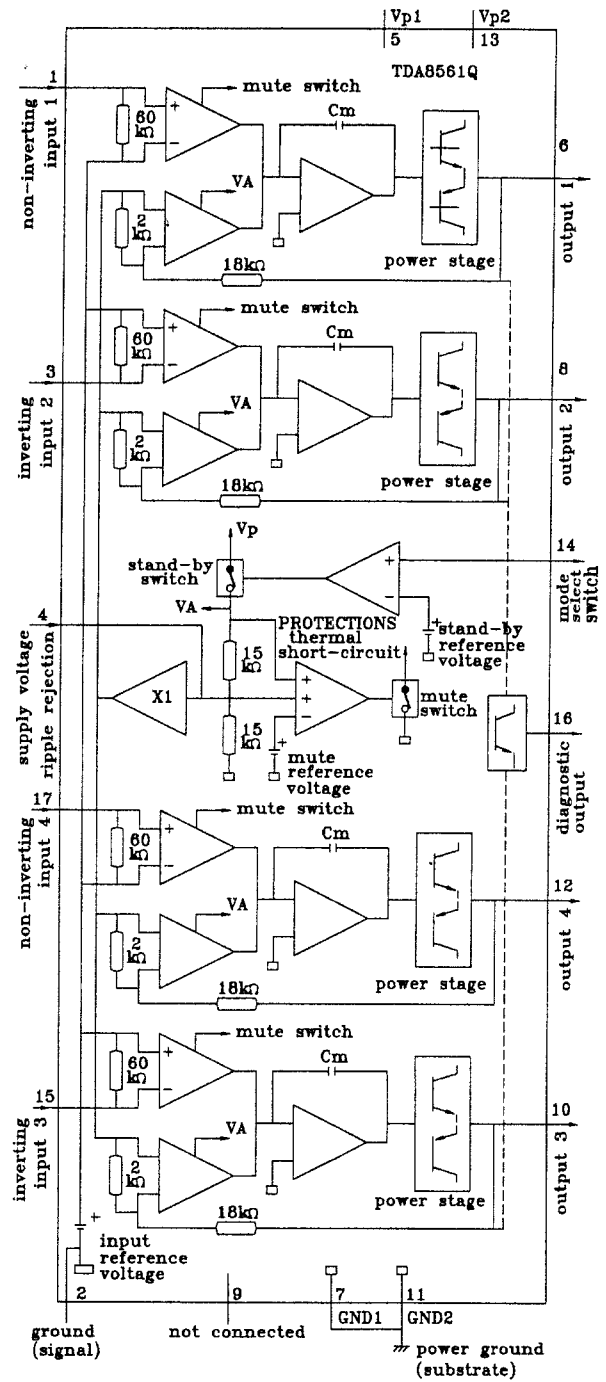 Vp1
Vp2
5
13
TDA8561Q
1
non-inverting
input 1
60
kΩ
+
−
mute switch
Cm
VA
2
kΩ
18kΩ
power stage
6
output 1
+
−
60
kΩ
mute switch
Cm
3
inverting
input 2
VA
2
kΩ
18kΩ
power stage
8
output 2
Vp
stand-by
switch
VA
+
−
14
mode
select
switch
+
stand-by
reference
voltage
4
supply voltage
ripple rejection
X1
15
kΩ
15
kΩ
PROTECTIONS
thermal
short-circuit
+
+
−
+
mute
reference
voltage
mute
switch
16
diagnostic
output
17
non-inverting
input 4
60
kΩ
+
−
mute switch
Cm
VA
2
kΩ
18kΩ
power stage
12
output 4
+
−
60
kΩ
mute switch
Cm
15
inverting
input 3
VA
2
kΩ
18kΩ
power stage
10
output 3
+
input
reference
voltage
2
9
7
11
GND1
GND2
ground
(signal)
not connected
power ground
(substrate)